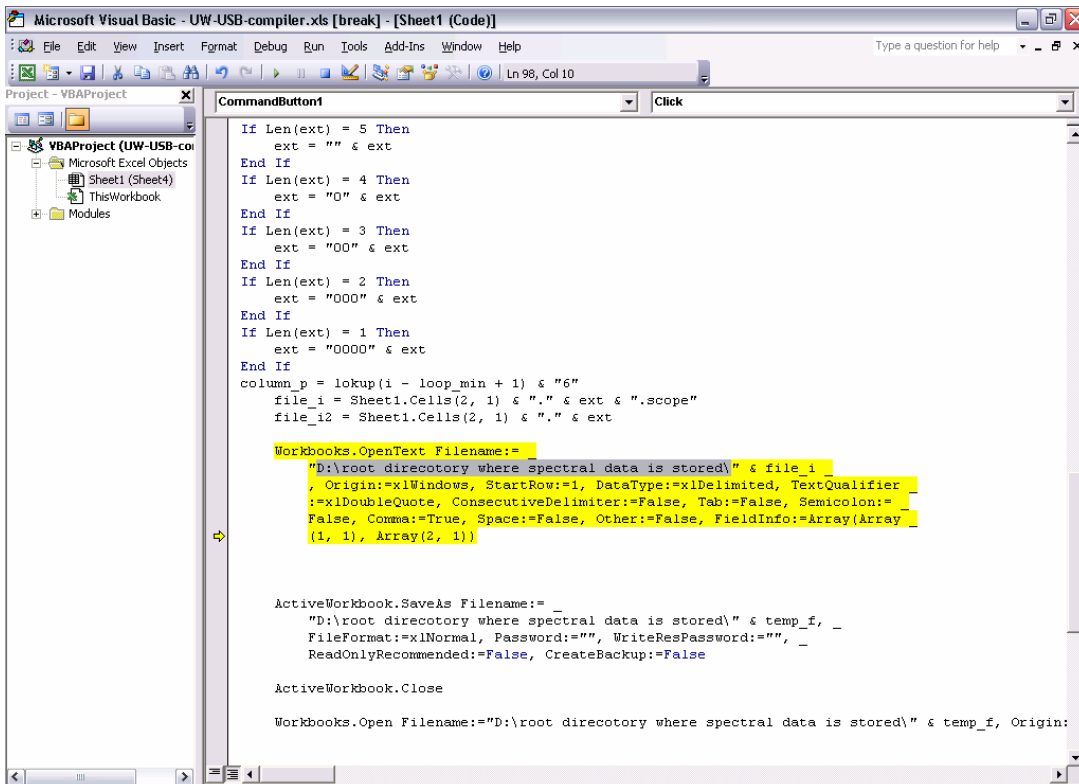 Microsoft Visual Basic - UW-USB-compiler.xls [break] - [Sheet1 (Code)]
File Edit View Insert Format Debug Run Tools Add-Ins Window Help
Type a question for help
Ln 98, Col 10
Project - VBAProject
VBAProject (UW-USB-co
Microsoft Excel Objects
Sheet1 (Sheet4)
ThisWorkbook
Modules
CommandButton1
Click
If Len(ext) = 5 Then
ext = "" & ext
End If
If Len(ext) = 4 Then
ext = "0" & ext
End If
If Len(ext) = 3 Then
ext = "00" & ext
End If
If Len(ext) = 2 Then
ext = "000" & ext
End If
If Len(ext) = 1 Then
ext = "0000" & ext
End If
column_p = lokup(i - loop_min + 1) & "6"
file_i = Sheet1.Cells(2, 1) & "." & ext & ".scope"
file_i2 = Sheet1.Cells(2, 1) & "." & ext
Workbooks.OpenText Filename:= _
"D:\root direcotory where spectral data is stored\" & file_i _
, Origin:=xlWindows, StartRow:=1, DataType:=xlDelimited, TextQualifier _
:=xlDoubleQuote, ConsecutiveDelimiter:=False, Tab:=False, Semicolon:= _
False, Comma:=True, Space:=False, Other:=False, FieldInfo:=Array(Array _
(1, 1), Array(2, 1))
ActiveWorkbook.SaveAs Filename:= _
"D:\root direcotory where spectral data is stored\" & temp_f, _
FileFormat:=xlNormal, Password:="", WriteResPassword:="", _
ReadOnlyRecommended:=False, CreateBackup:=False
ActiveWorkbook.Close
Workbooks.Open Filename:="D:\root direcotory where spectral data is stored\" & temp_f, Origin: